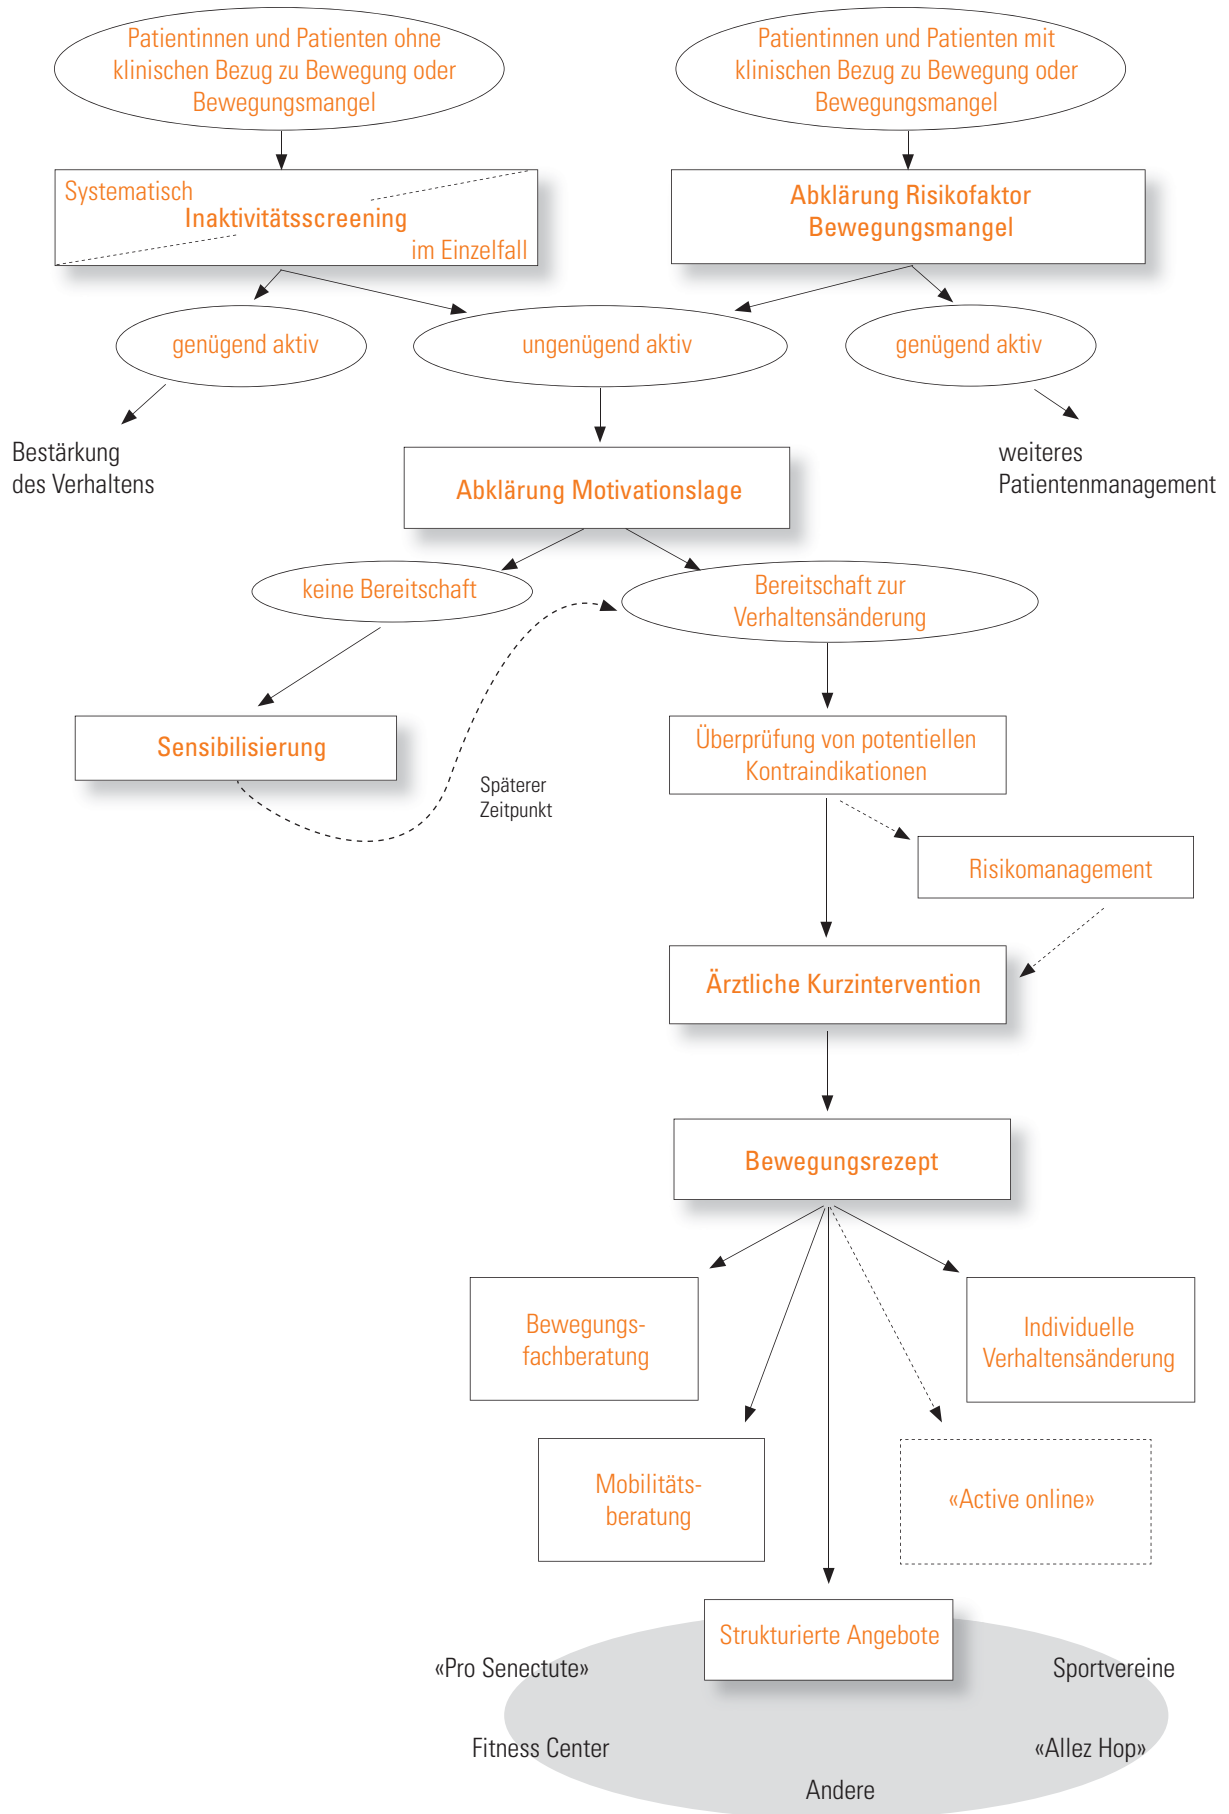 Patientinnen und Patienten ohne
klinischen Bezug zu Bewegung oder
Bewegungsmangel
Patientinnen und Patienten mit
klinischen Bezug zu Bewegung oder
Bewegungsmangel
Systematisch
Inaktivitätsscreening
im Einzelfall
Abklärung Risikofaktor
Bewegungsmangel
genügend aktiv
ungenügend aktiv
genügend aktiv
Bestärkung
des Verhaltens
weiteres
Patientenmanagement
Abklärung Motivationslage
keine Bereitschaft
Bereitschaft zur
Verhaltensänderung
Sensibilisierung
Späterer
Zeitpunkt
Überprüfung von potentiellen
Kontraindikationen
Risikomanagement
Ärztliche Kurzintervention
Bewegungsrezept
Bewegungs-
fachberatung
Individuelle
Verhaltensänderung
Mobilitäts-
beratung
«Active online»
Strukturierte Angebote
«Pro Senectute»
Sportvereine
Fitness Center
«Allez Hop»
Andere